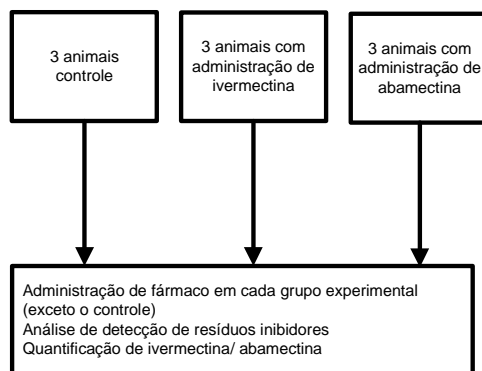 3 animais
controle
3 animais com
administração de
ivermectina
3 animais com
administração de
abamectina
Administração de fármaco em cada grupo experimental
(exceto o controle)
Análise de detecção de resíduos inibidores
Quantificação de ivermectina/ abamectina